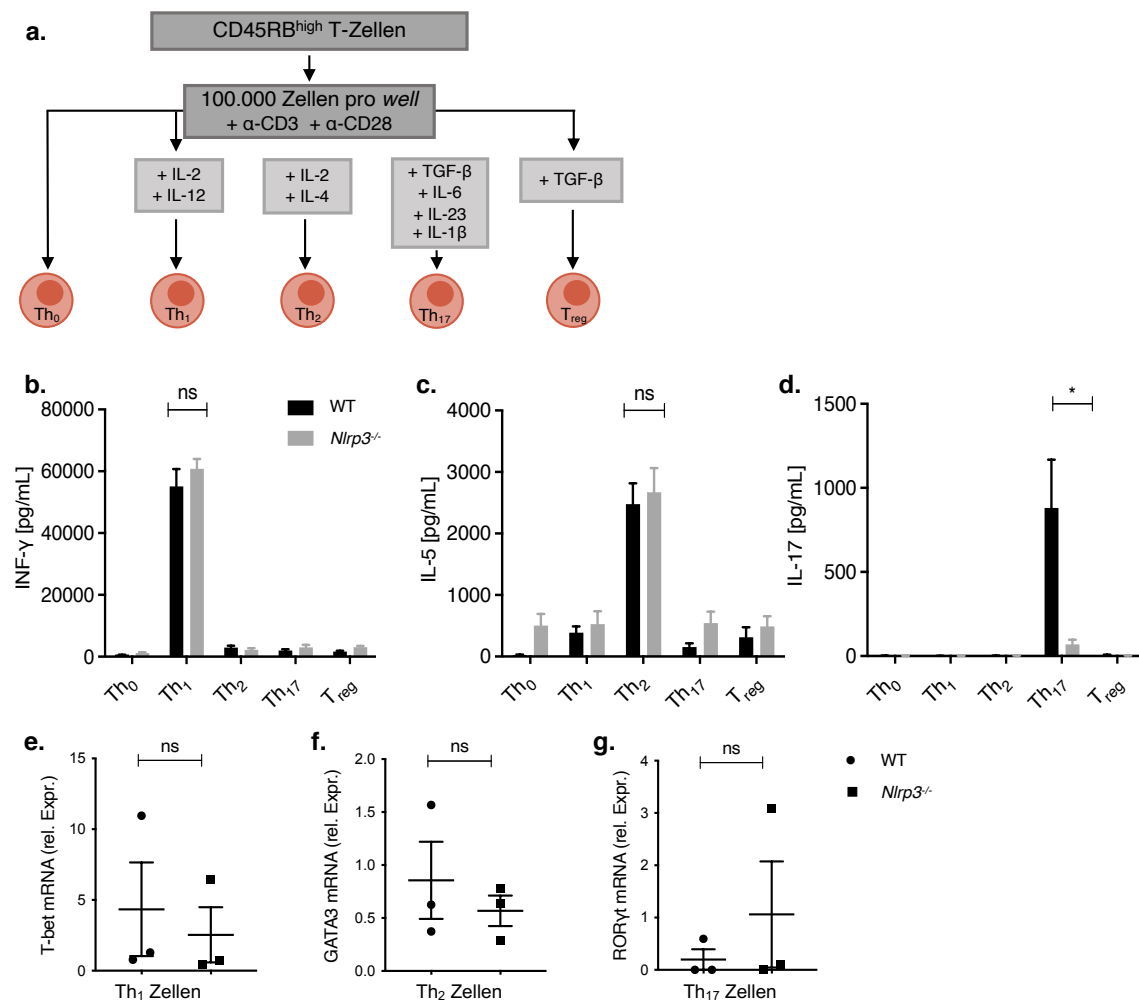 a.
CD45RBhigh T-Zellen
100.000 Zellen pro well
+ α-CD3 + α-CD28
+ IL-2
+ IL-12
+ IL-2
+ IL-4
+ TGF-β
+ IL-6
+ IL-23
+ IL-1β
+ TGF-β
Th0
Th1
Th2
Th17
Treg
b.
ns
80000
60000
40000
20000
0
INF-γ [pg/mL]
Th0
Th1
Th2
Th17
Treg
WT
Nlrp3-/-
c.
ns
4000
3000
2000
1000
0
IL-5 [pg/mL]
Th0
Th1
Th2
Th17
Treg
d.
*
1500
1000
500
0
IL-17 [pg/mL]
Th0
Th1
Th2
Th17
Treg
e.
ns
15
10
5
0
T-bet mRNA (rel. Expr.)
Th1 Zellen
f.
ns
2.0
1.5
1.0
0.5
0.0
GATA3 mRNA (rel. Expr.)
Th2 Zellen
g.
ns
4
3
2
1
0
RORγt mRNA (rel. Expr.)
Th17 Zellen
WT
Nlrp3-/-